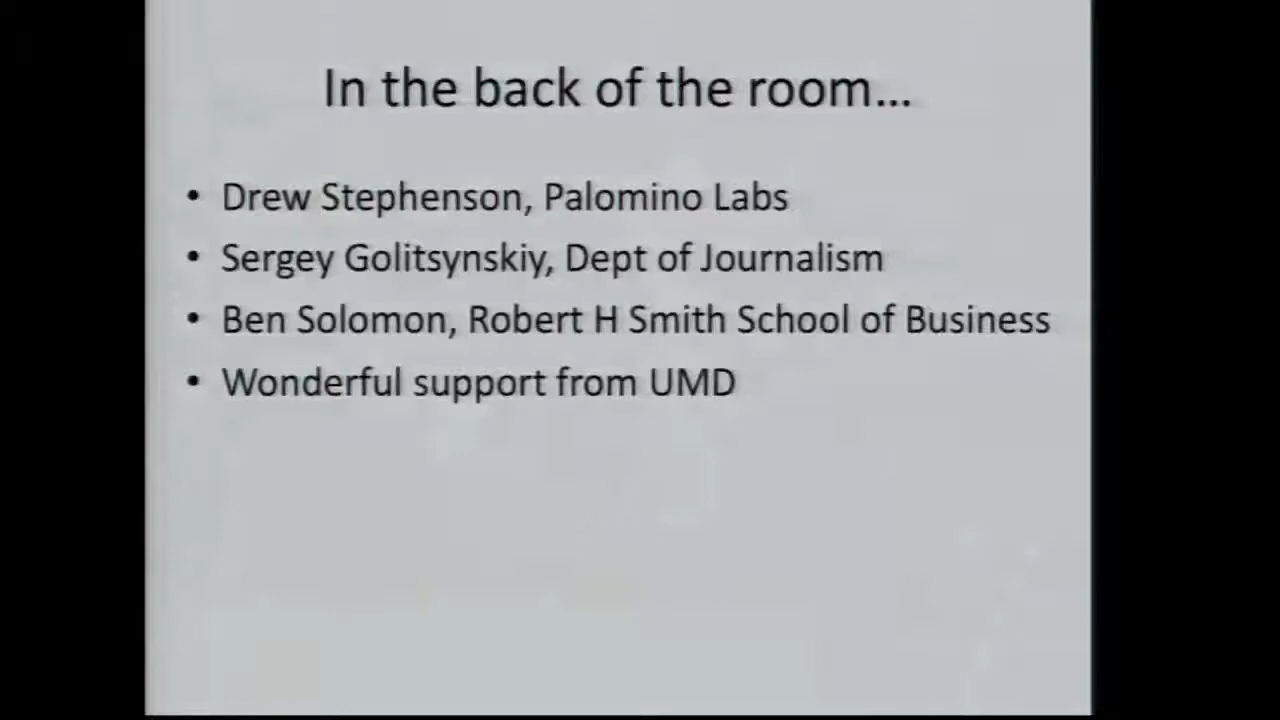 In the back of the room...
• Drew Stephenson, Palomino Labs
• Sergey Golitsynskiy, Dept of Journalism
• Ben Solomon, Robert H Smith School of Business
• Wonderful support from UMD